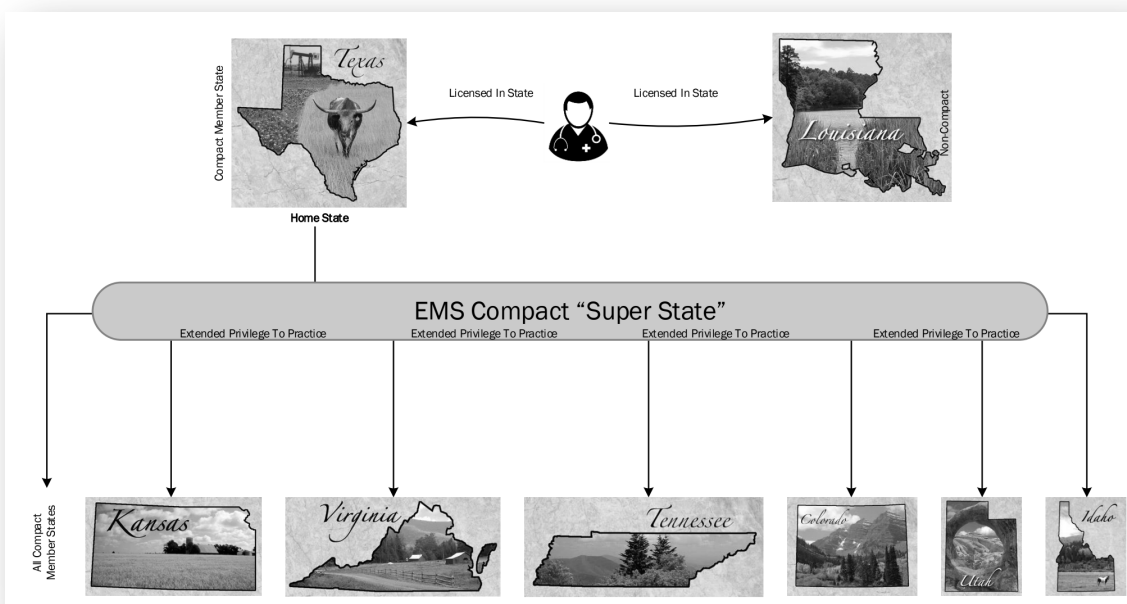 Texas
Compact Member State
Licensed In State
Licensed In State
Louisiana
Non-Compact
Home State
EMS Compact “Super State”
Extended Privilege To Practice
Extended Privilege To Practice
Extended Privilege To Practice
Extended Privilege To Practice
All Compact
Member States
Kansas
Virginia
Tennessee
Colorado
Utah
Idaho